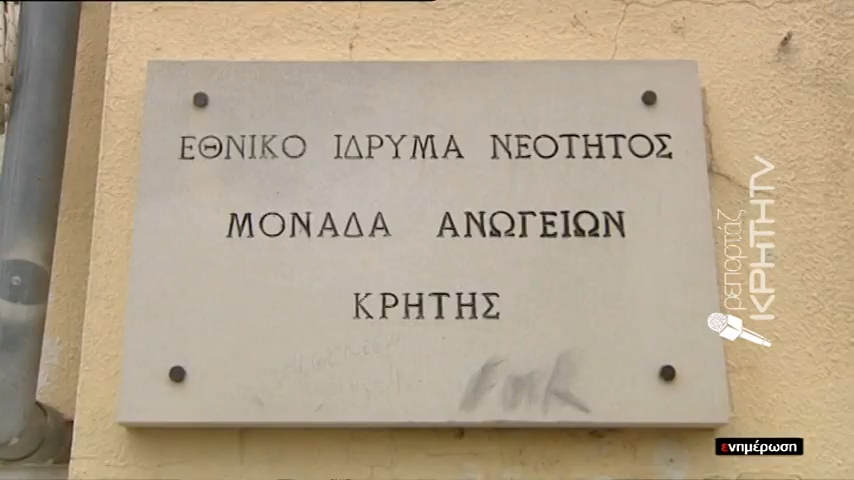 ΕΘΝΙΚΟ ΙΔΡΥΜΑ ΝΕΟΤΗΤΟΣ
ΜΟΝΑΔΑ ΑΝΩΓΕΙΩΝ
ΚΡΗΤΗΣ
ρεπορτάζ
ΚΡΗΤΗTV
ενημέρωση